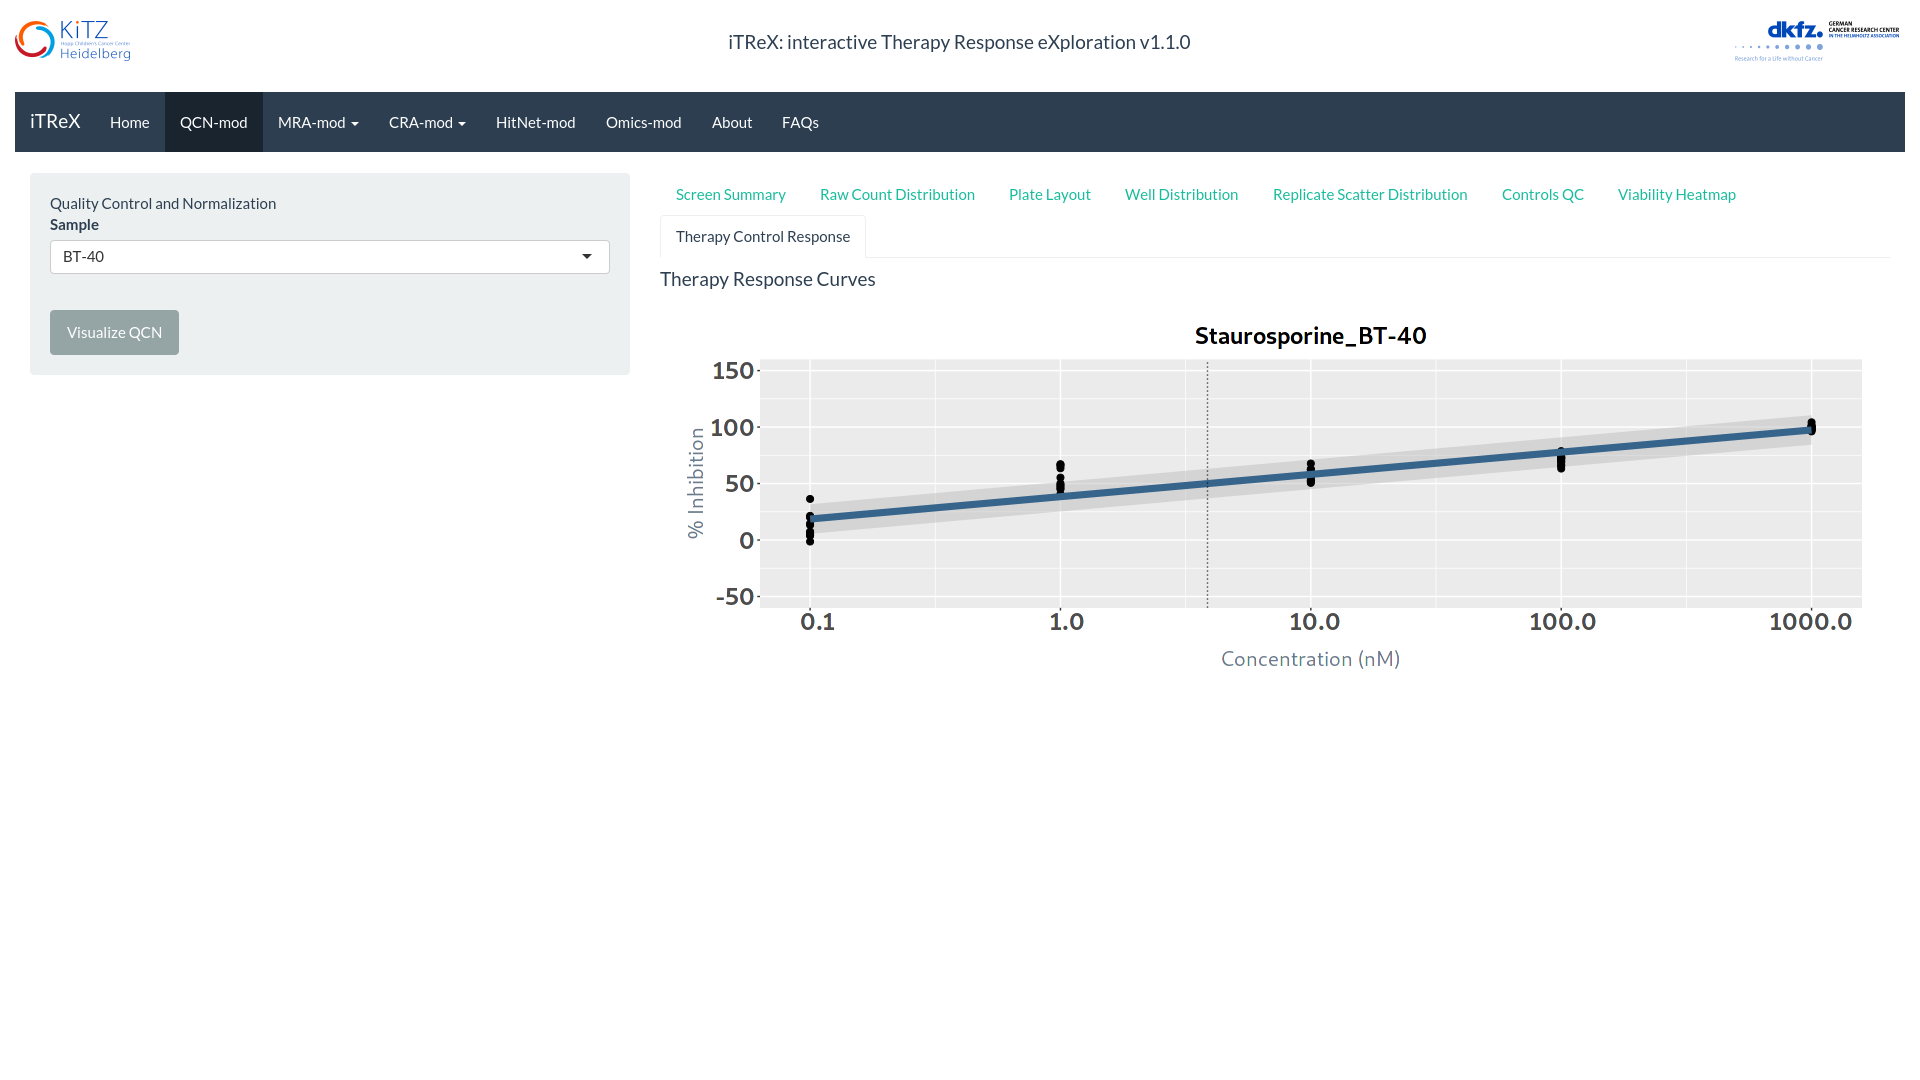 KiTZ
Hopp Children's Cancer Center
Heidelberg
iTReX: interactive Therapy Response eXploration v1.1.0
dkfz.
GERMAN
CANCER RESEARCH CENTER
IN THE HELMHOLTZ ASSOCIATION
Research for a Life without Cancer
iTReX Home QCN-mod MRA-mod CRA-mod HitNet-mod Omics-mod About FAQs
Quality Control and Normalization
Sample
BT-40
Visualize QCN
Screen Summary Raw Count Distribution Plate Layout Well Distribution Replicate Scatter Distribution Controls QC Viability Heatmap
Therapy Control Response
Therapy Response Curves
Staurosporine_BT-40
150
100
50
0
-50
% Inhibition
0.1 1.0 10.0 100.0 1000.0
Concentration (nM)